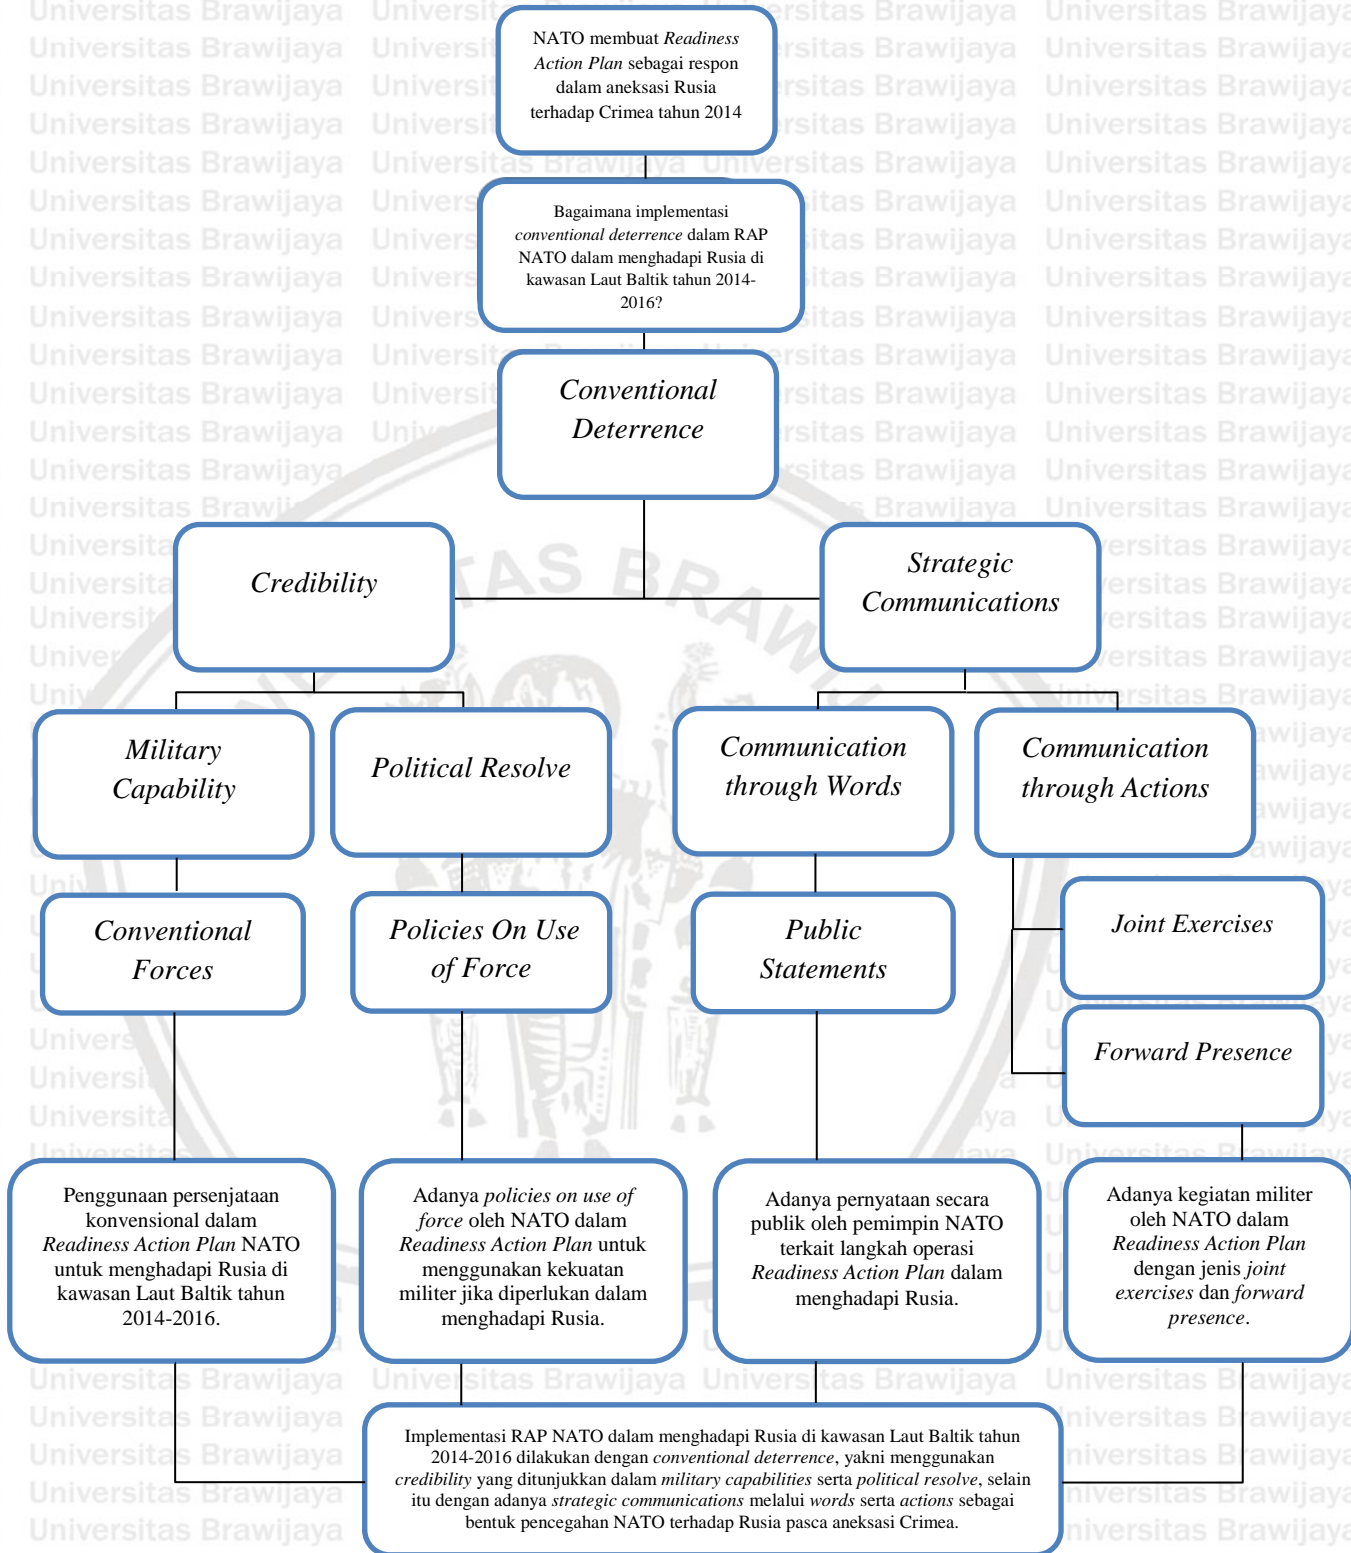 NATO membuat Readiness
Action Plan sebagai respon
dalam aneksasi Rusia
terhadap Crimea tahun 2014
Bagaimana implementasi
conventional deterrence dalam RAP
NATO dalam menghadapi Rusia di
kawasan Laut Baltik tahun 2014-
2016?
Conventional
Deterrence
Credibility
Strategic
Communications
Military
Capability
Political Resolve
Communication
through Words
Communication
through Actions
Conventional
Forces
Policies On Use
of Force
Public
Statements
Joint Exercises
Forward Presence
Penggunaan persenjataan
konvensional dalam
Readiness Action Plan NATO
untuk menghadapi Rusia di
kawasan Laut Baltik tahun
2014-2016.
Adanya policies on use of
force oleh NATO dalam
Readiness Action Plan untuk
menggunakan kekuatan
militer jika diperlukan dalam
menghadapi Rusia.
Adanya pernyataan secara
publik oleh pemimpin NATO
terkait langkah operasi
Readiness Action Plan dalam
menghadapi Rusia.
Adanya kegiatan militer
oleh NATO dalam
Readiness Action Plan
dengan jenis joint
exercises dan forward
presence.
Implementasi RAP NATO dalam menghadapi Rusia di kawasan Laut Baltik tahun
2014-2016 dilakukan dengan conventional deterrence, yakni menggunakan
credibility yang ditunjukkan dalam military capabilities serta political resolve, selain
itu dengan adanya strategic communications melalui words serta actions sebagai
bentuk pencegahan NATO terhadap Rusia pasca aneksasi Crimea.